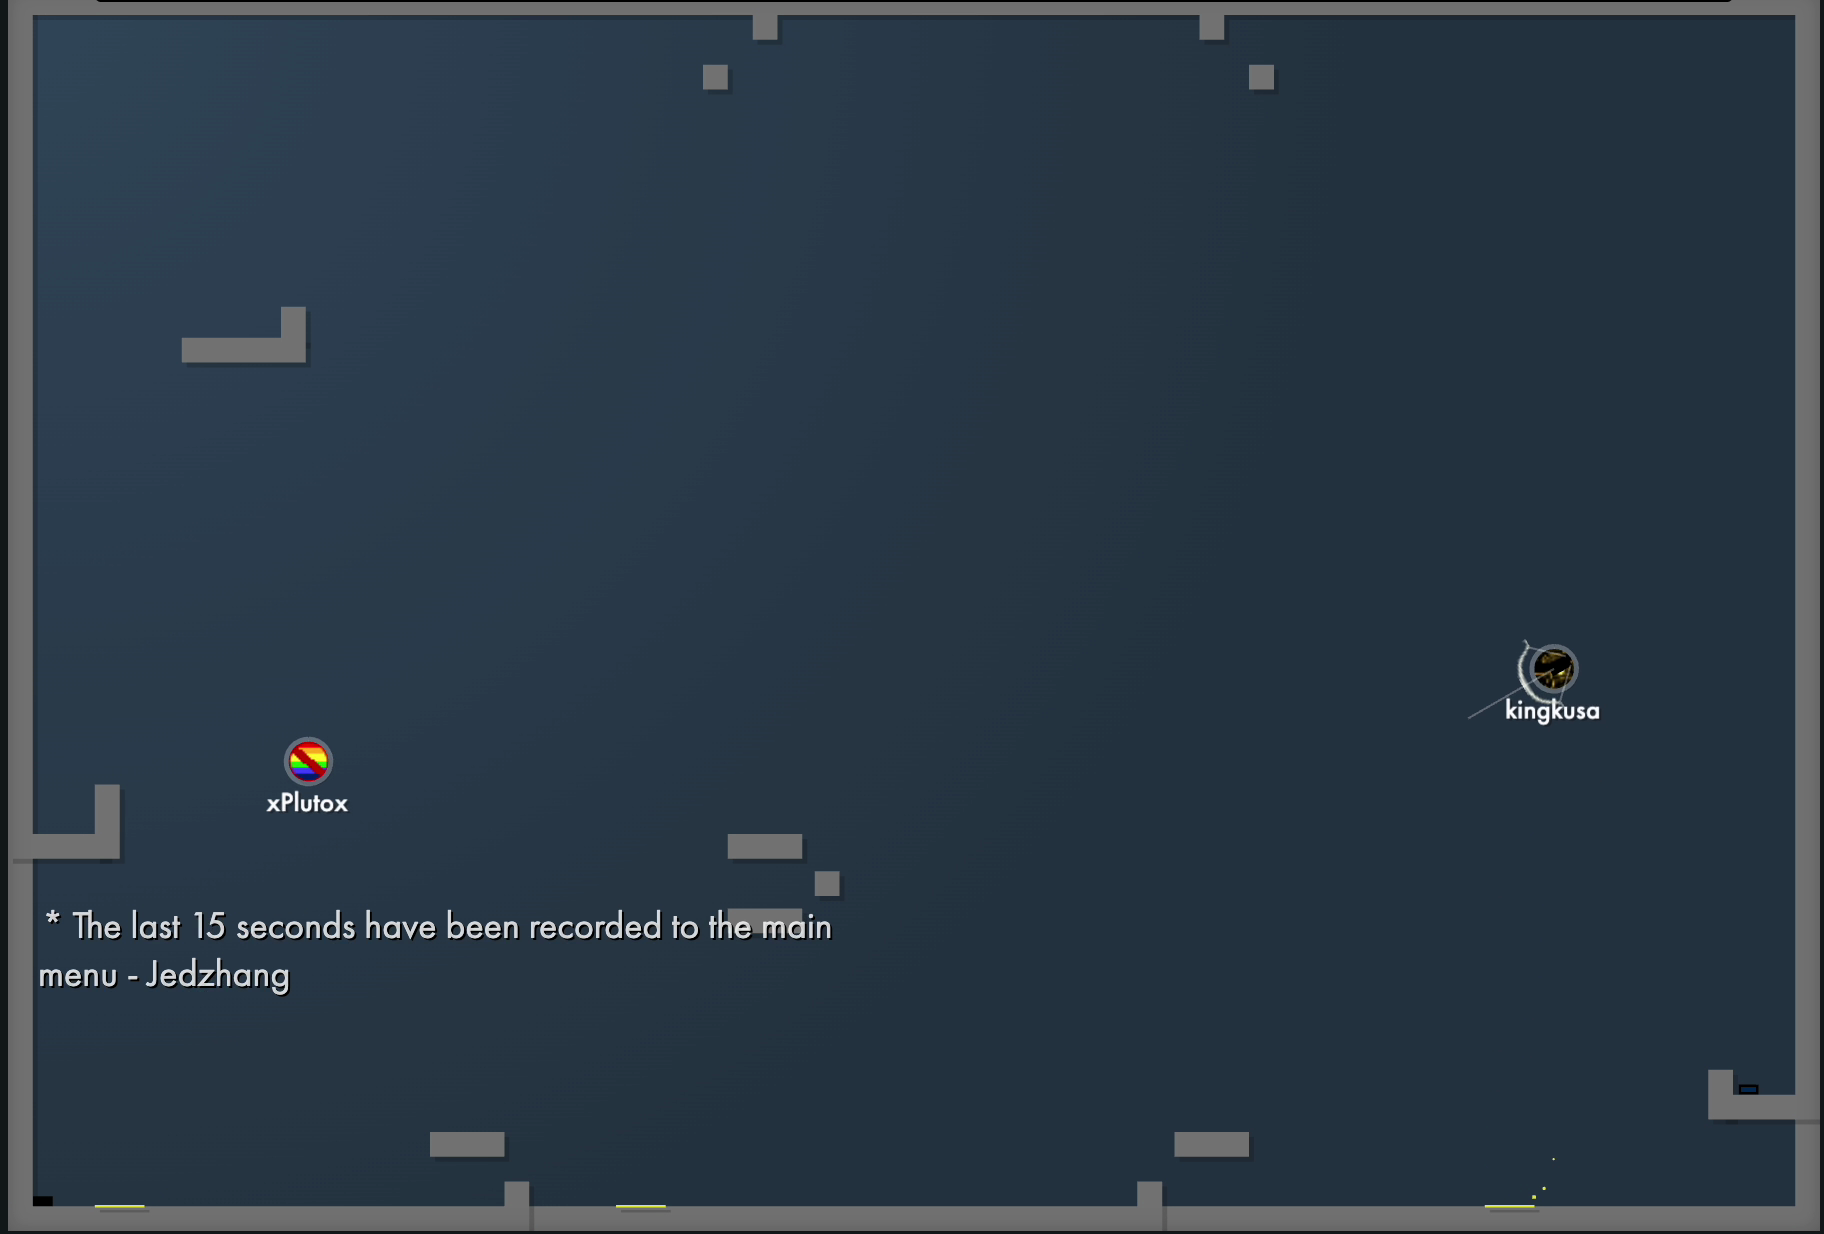 kingkusa
xPlutox
* The last 15 seconds have been recorded to the main
menu - Jedzhang